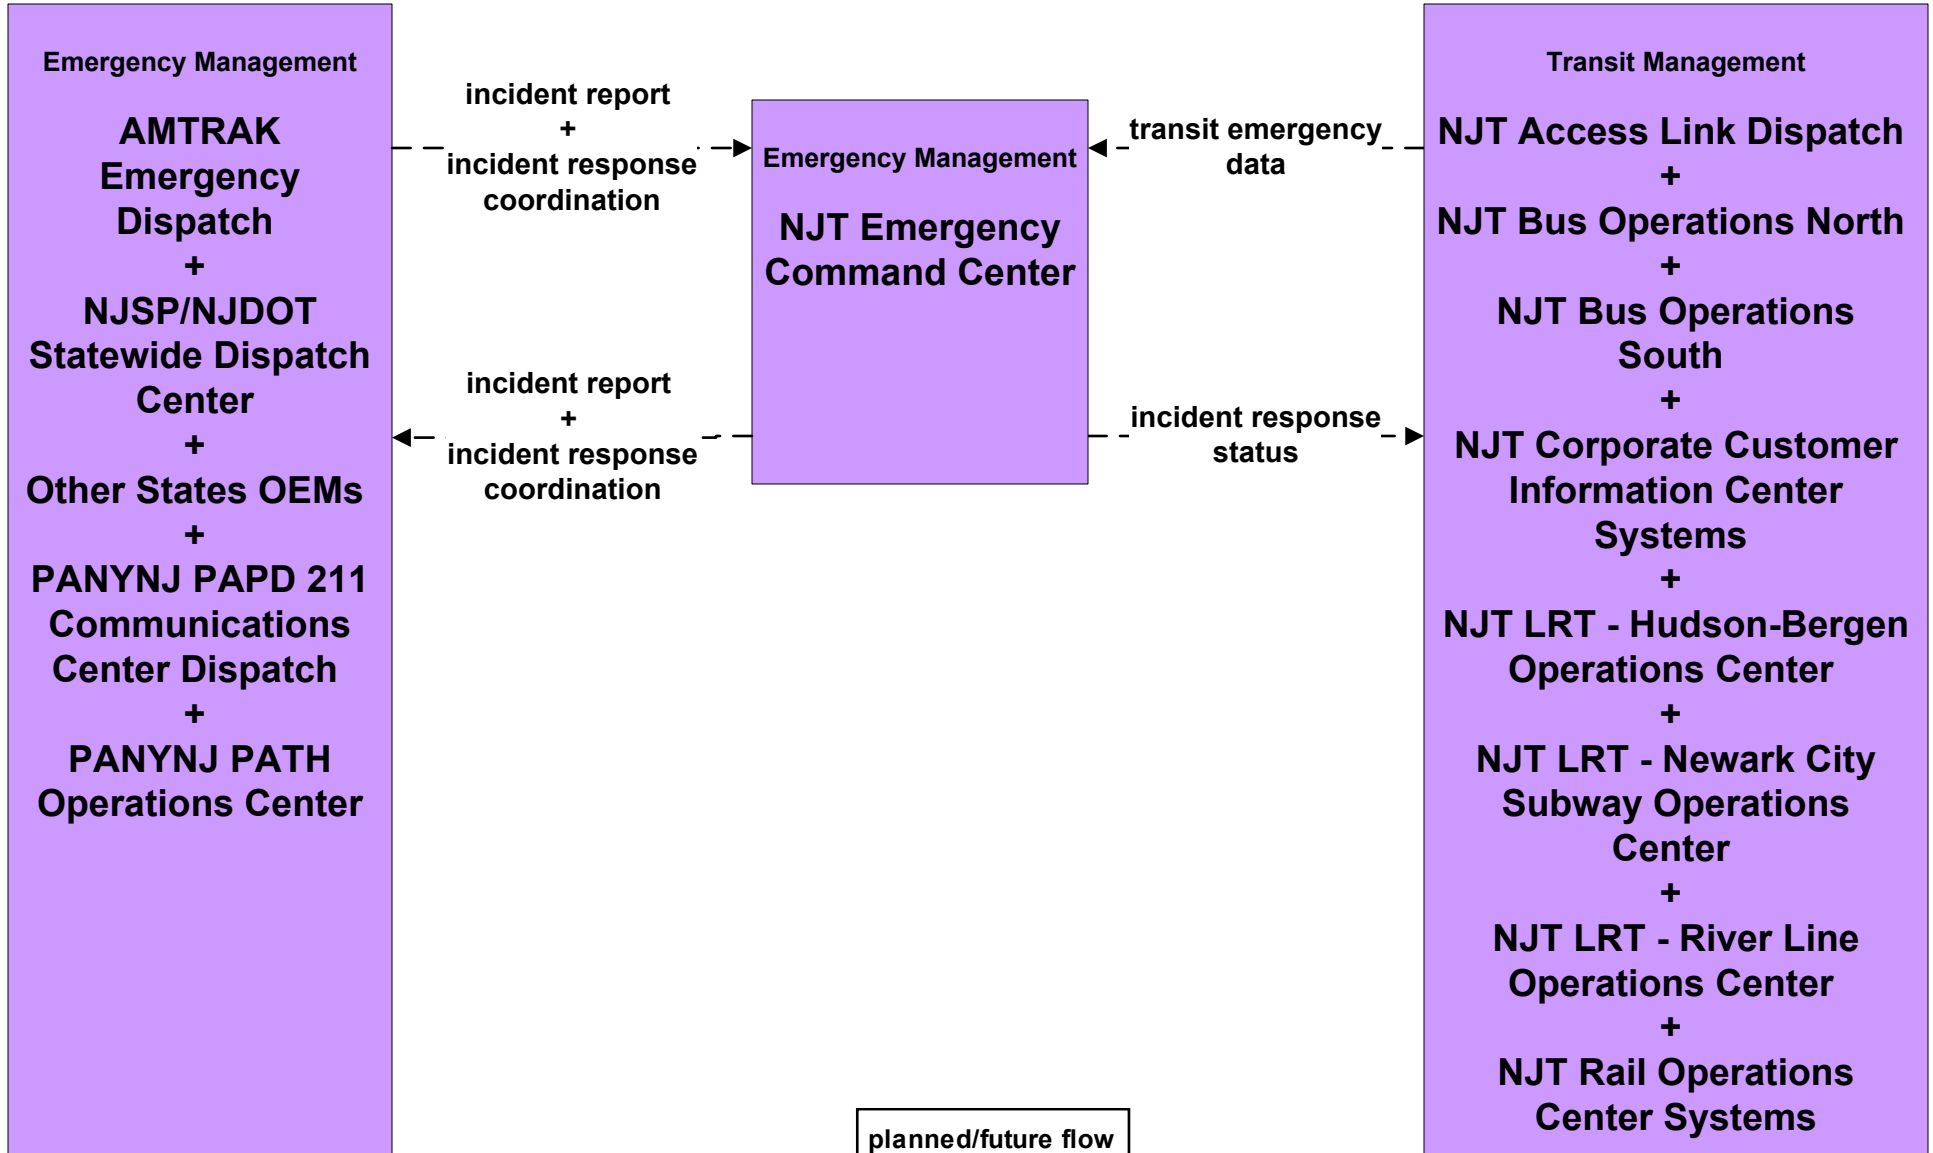 Emergency Management
AMTRAK
Emergency
Dispatch
+
NJSP/NJDOT
Statewide Dispatch
Center
+
Other States OEMs
+
PANYNJ PAPD 211
Communications
Center Dispatch
+
PANYNJ PATH
Operations Center
incident report
+
incident response
coordination
incident report
+
incident response
coordination
Emergency Management
NJT Emergency
Command Center
transit emergency
data
incident response
status
Transit Management
NJT Access Link Dispatch
+
NJT Bus Operations North
+
NJT Bus Operations
South
+
NJT Corporate Customer
Information Center
Systems
+
NJT LRT - Hudson-Bergen
Operations Center
+
NJT LRT - Newark City
Subway Operations
Center
+
NJT LRT - River Line
Operations Center
+
NJT Rail Operations
Center Systems
planned/future flow